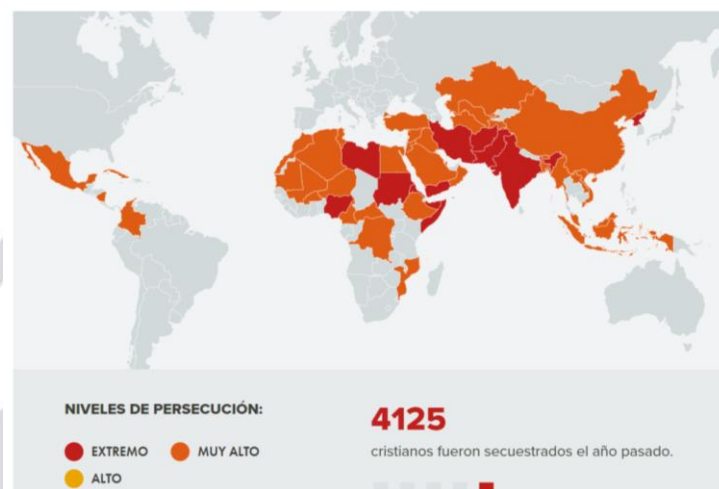 NIVELES DE PERSECUCIÓN:
EXTREMO
MUY ALTO
ALTO
4125
cristianos fueron secuestrados el año pasado.